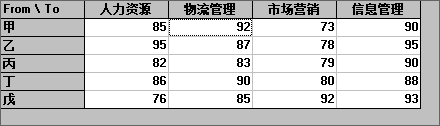 From \ To 人力资源 物流管理 市场营销 信息管理
甲 85 92 73 90
乙 95 87 78 95
丙 82 83 79 90
丁 86 90 80 88
戊 76 85 92 93